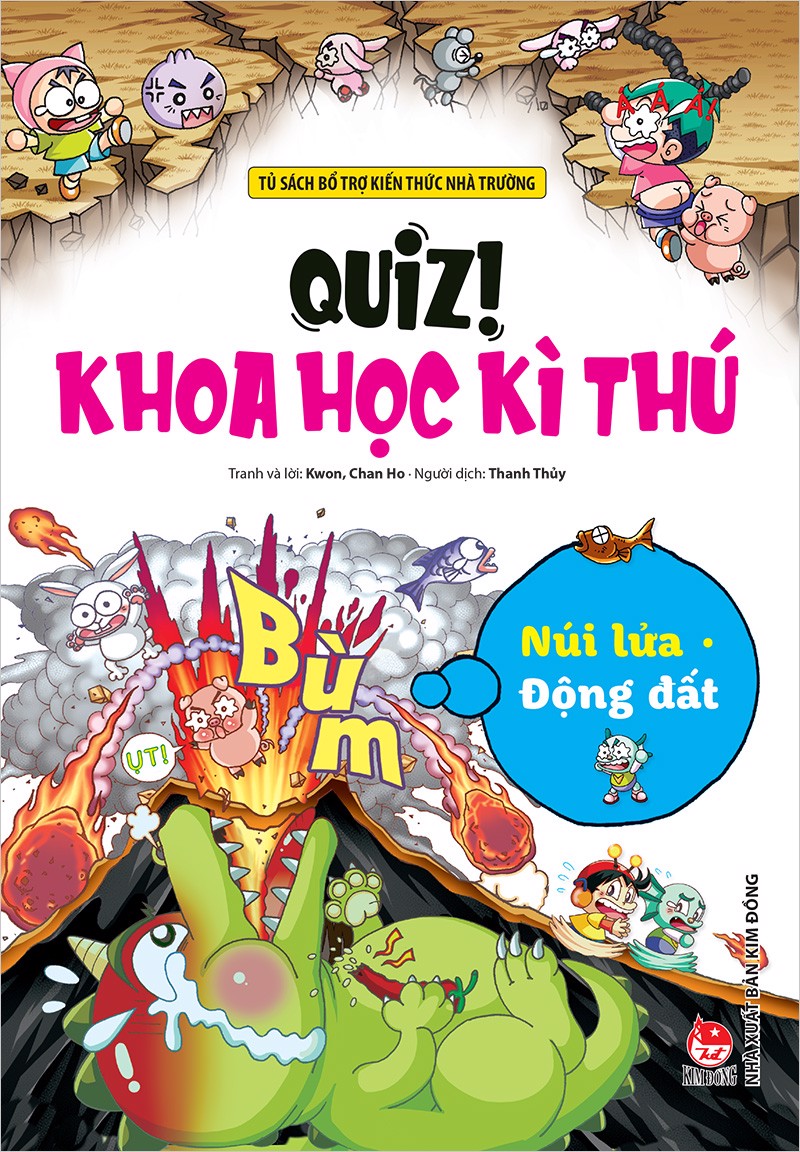 Á Á Á!
TỦ SÁCH BỔ TRỢ KIẾN THỨC NHÀ TRƯỜNG
QUIZ!
KHOA HỌC KÌ THÚ
Tranh và lời: Kwon, Chan Ho · Người dịch: Thanh Thủy
Bùm
Núi lửa ·
Động đất
ỤT!
NHÀ XUẤT BẢN KIM ĐỒNG
KIM ĐỒNG